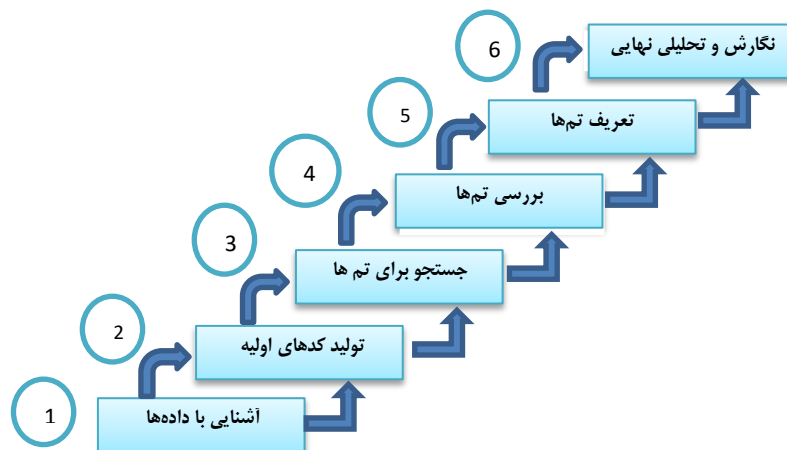 6
نگارش و تحلیلی نهایی
5
تعریف تم‌ها
4
بررسی تم‌ها
3
جستجو برای تم ها
2
تولید کدهای اولیه
1
آشنایی با داده‌ها